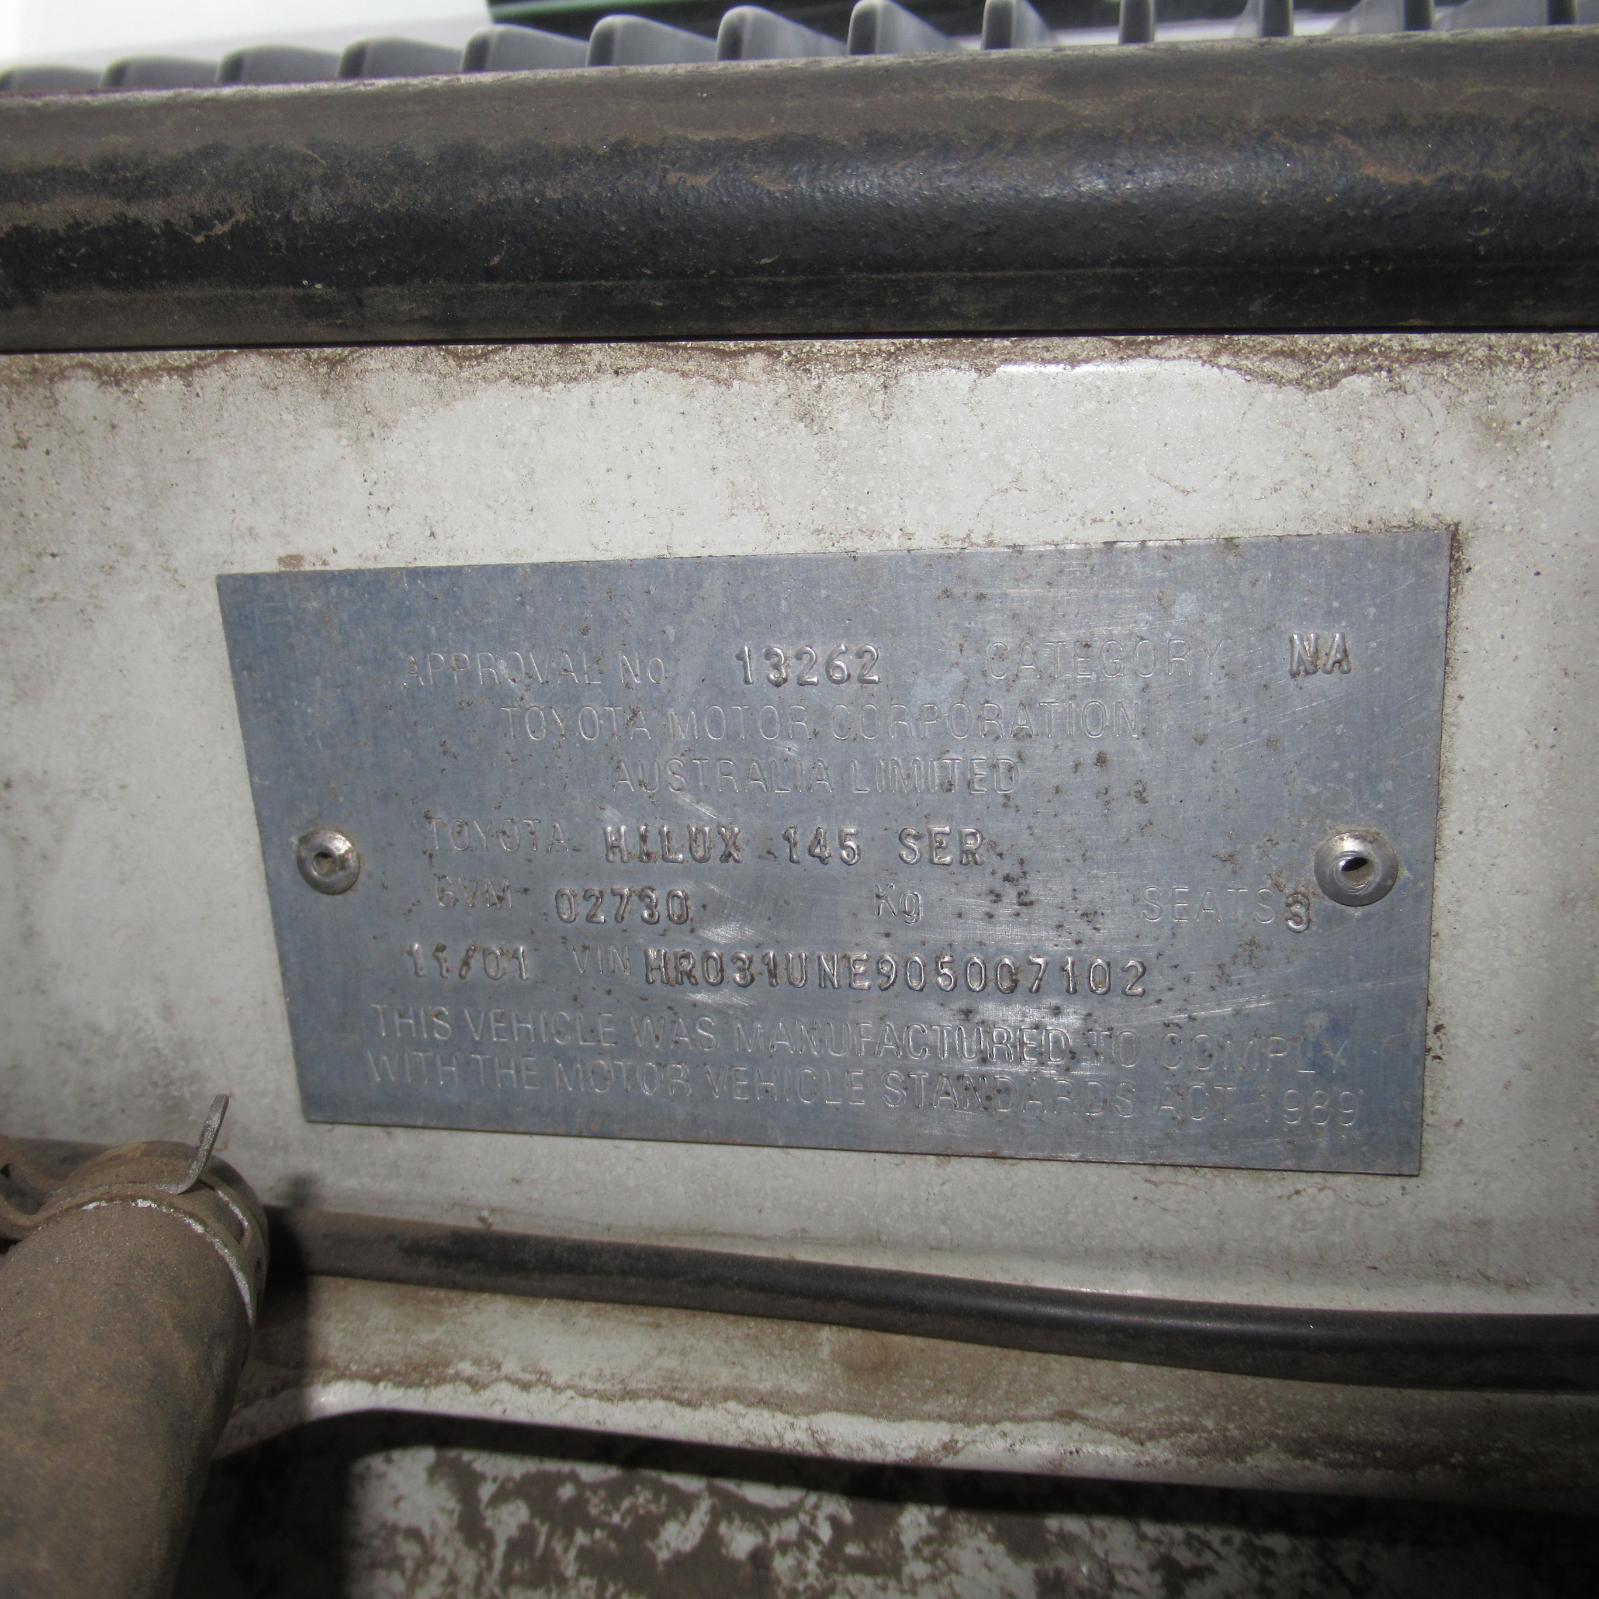 APPROVAL No 13262 CATEGORY NA
TOYOTA MOTOR CORPORATION
AUSTRALIA LIMITED
TOYOTA HILUX 145 SER
GVM 02730 Kg SEATS 3
11/01 VIN HR031UNE905007102
THIS VEHICLE WAS MANUFACTURED TO COMPLY
WITH THE MOTOR VEHICLE STANDARDS ACT 1989